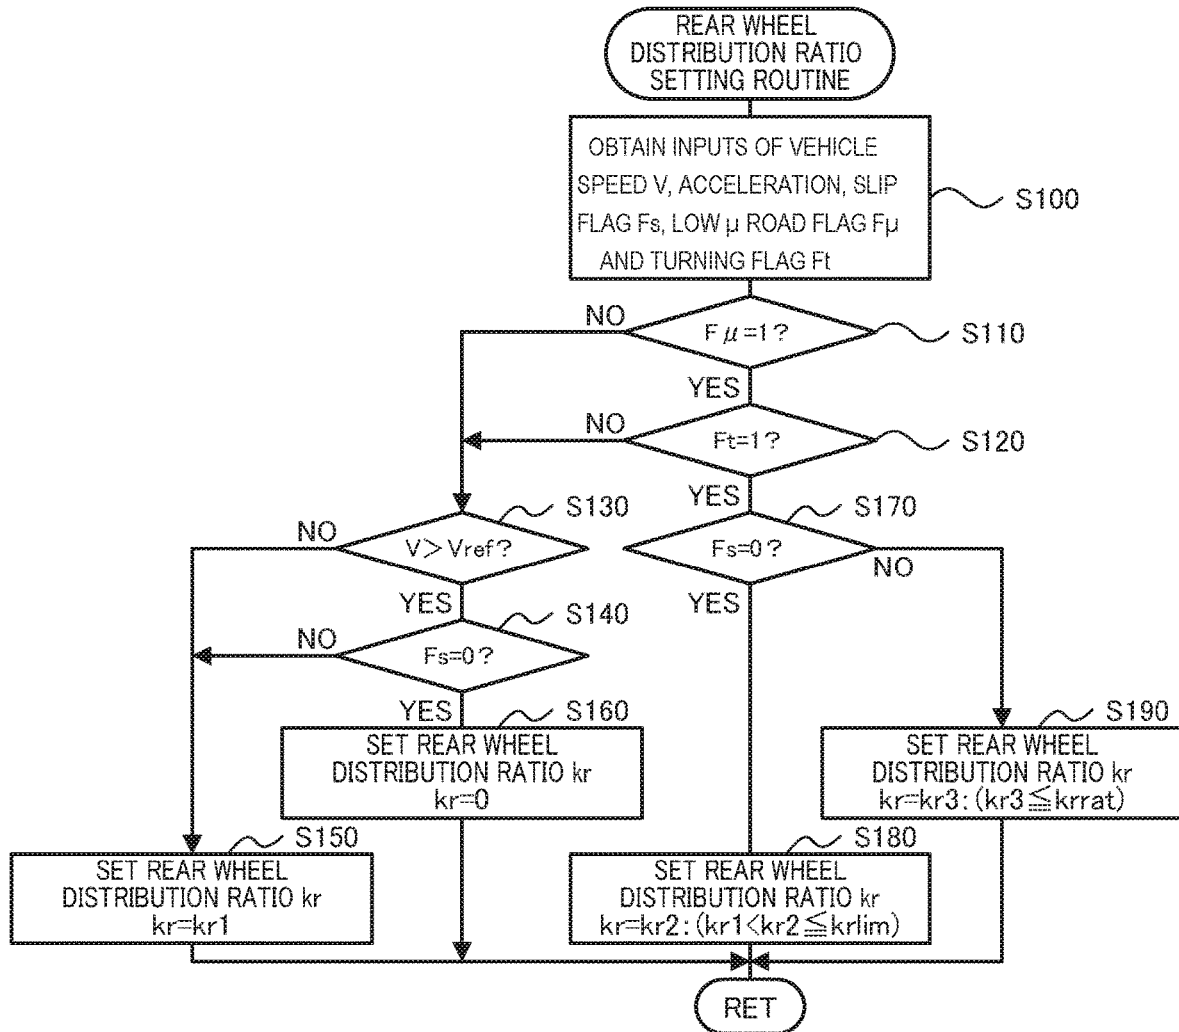 REAR WHEEL
DISTRIBUTION RATIO
SETTING ROUTINE
OBTAIN INPUTS OF VEHICLE
SPEED V, ACCELERATION, SLIP
FLAG Fs, LOW μ ROAD FLAG Fμ
AND TURNING FLAG Ft
S100
NO
Fμ=1?
S110
YES
NO
Ft=1?
S120
YES
S130
S170
NO
V>Vref?
Fs=0?
NO
YES
YES
S140
NO
Fs=0?
YES
S160
S190
SET REAR WHEEL
DISTRIBUTION RATIO kr
kr=0
SET REAR WHEEL
DISTRIBUTION RATIO kr
kr=kr3:(kr3≦krrat)
S150
S180
SET REAR WHEEL
DISTRIBUTION RATIO kr
kr=kr1
SET REAR WHEEL
DISTRIBUTION RATIO kr
kr=kr2:(kr1<kr2≦krlim)
RET